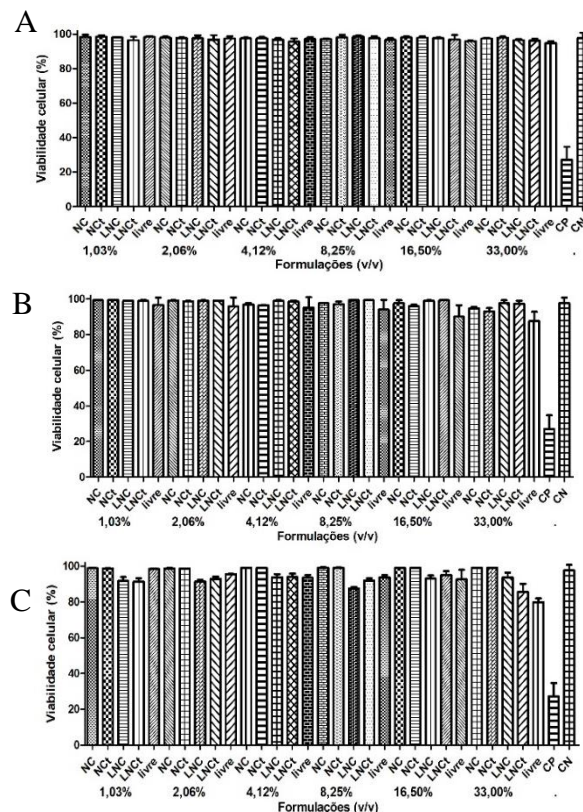 A
Viabilidade celular (%)
100
80
60
40
20
0
NC NCt LNC LNCt livre NC NCt LNC LNCt livre NC NCt LNC LNCt livre NC NCt LNC LNCt livre NC NCt LNC LNCt livre NC NCt LNC LNCt livre CP CN
1,03% 2,06% 4,12% 8,25% 16,50% 33,00% .
Formulações (v/v)
B
Viabilidade celular (%)
100
80
60
40
20
0
NC NCt LNC LNCt livre NC NCt LNC LNCt livre NC NCt LNC LNCt livre NC NCt LNC LNCt livre NC NCt LNC LNCt livre NC NCt LNC LNCt livre CP CN
1,03% 2,06% 4,12% 8,25% 16,50% 33,00% .
Formulações (v/v)
C
Viabilidade celular (%)
100
80
60
40
20
0
NC NCt LNC LNCt livre NC NCt LNC LNCt livre NC NCt LNC LNCt livre NC NCt LNC LNCt livre NC NCt LNC LNCt livre NC NCt LNC LNCt livre CP CN
1,03% 2,06% 4,12% 8,25% 16,50% 33,00% .
Formulações (v/v)